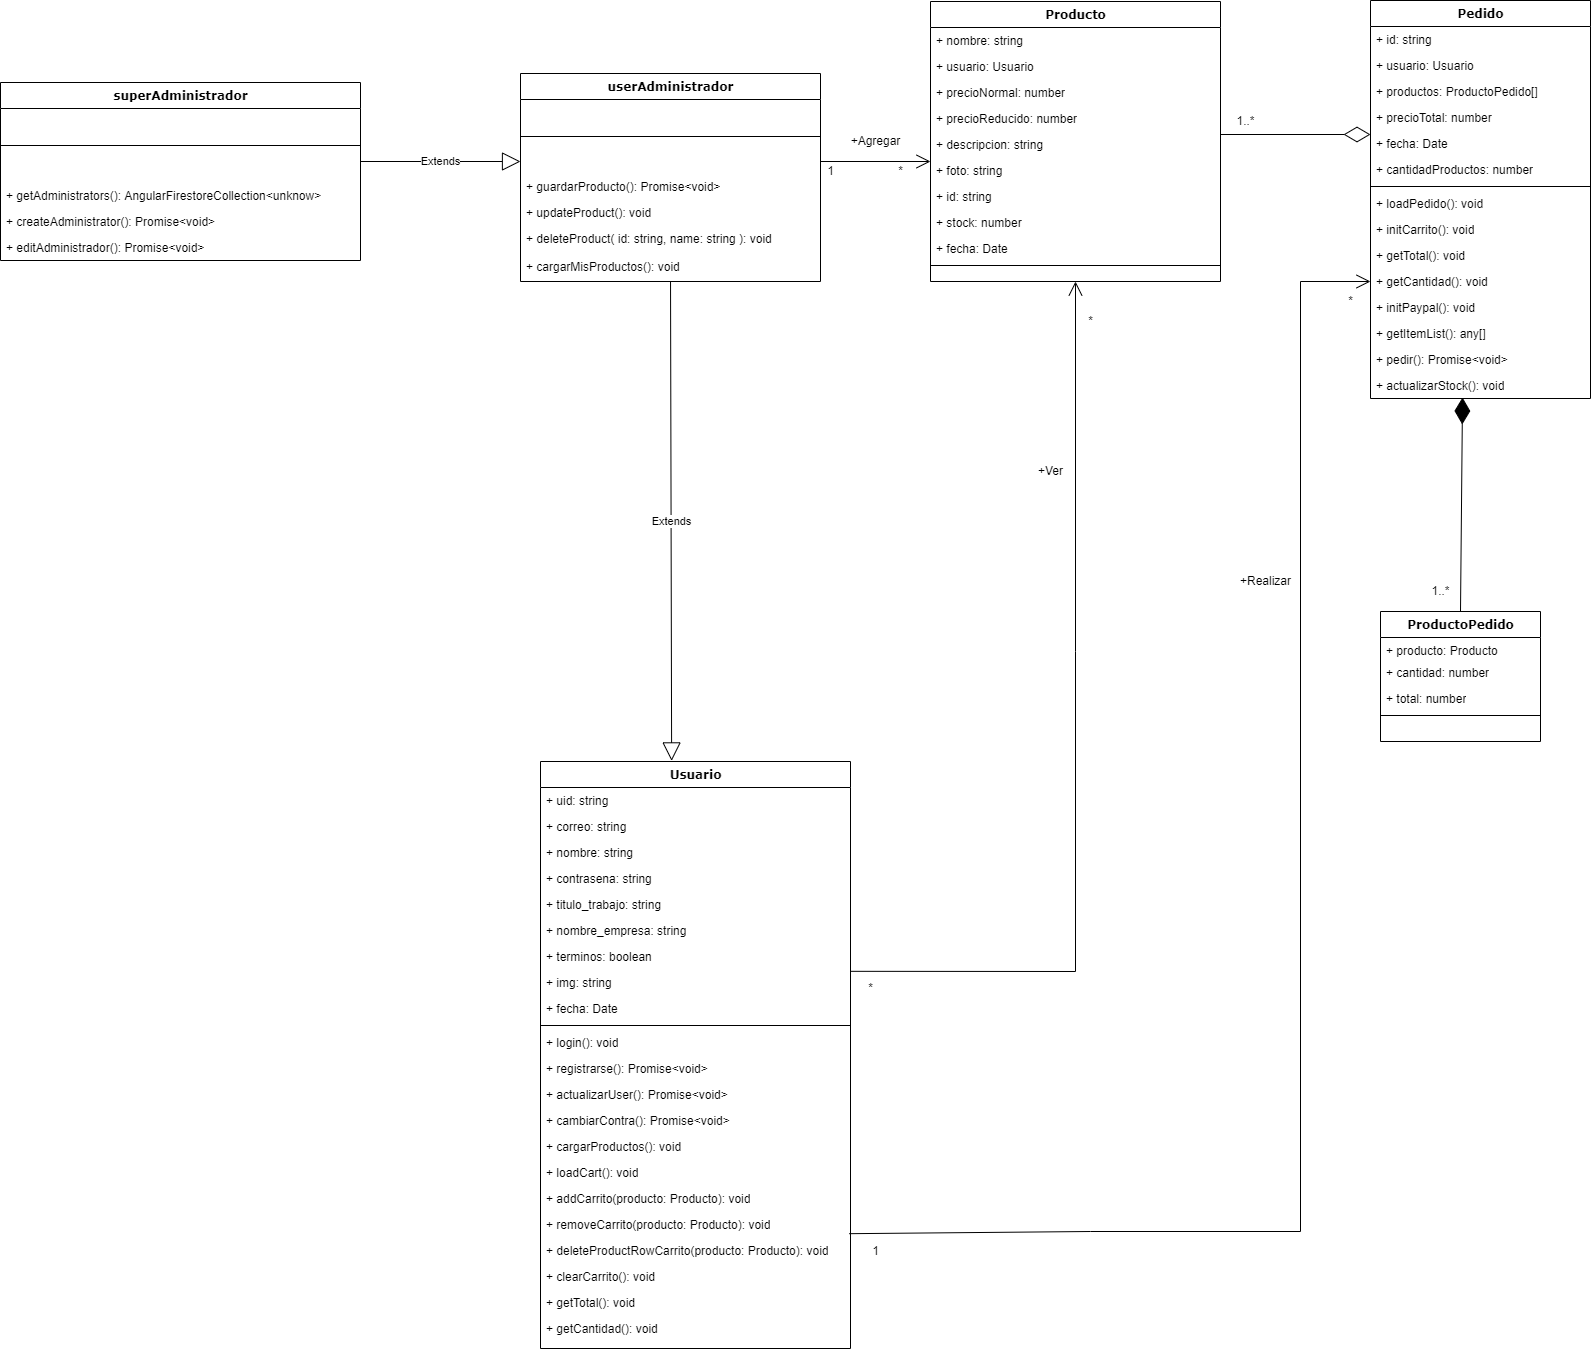 superAdministrador
+ getAdministrators(): AngularFirestoreCollection<unknow>
+ createAdministrator(): Promise<void>
+ editAdministrador(): Promise<void>
Extends
userAdministrador
+ guardarProducto(): Promise<void>
+ updateProduct(): void
+ deleteProduct( id: string, name: string ): void
+ cargarMisProductos(): void
+Agregar
1
*
Producto
+ nombre: string
+ usuario: Usuario
+ precioNormal: number
+ precioReducido: number
+ descripcion: string
+ foto: string
+ id: string
+ stock: number
+ fecha: Date
1..*
Pedido
+ id: string
+ usuario: Usuario
+ productos: ProductoPedido[]
+ precioTotal: number
+ fecha: Date
+ cantidadProductos: number
+ loadPedido(): void
+ initCarrito(): void
+ getTotal(): void
+ getCantidad(): void
+ initPaypal(): void
+ getItemList(): any[]
+ pedir(): Promise<void>
+ actualizarStock(): void
*
*
+Ver
Extends
+Realizar
1..*
ProductoPedido
+ producto: Producto
+ cantidad: number
+ total: number
Usuario
+ uid: string
+ correo: string
+ nombre: string
+ contrasena: string
+ titulo_trabajo: string
+ nombre_empresa: string
+ terminos: boolean
+ img: string
+ fecha: Date
+ login(): void
+ registrarse(): Promise<void>
+ actualizarUser(): Promise<void>
+ cambiarContra(): Promise<void>
+ cargarProductos(): void
+ loadCart(): void
+ addCarrito(producto: Producto): void
+ removeCarrito(producto: Producto): void
+ deleteProductRowCarrito(producto: Producto): void
+ clearCarrito(): void
+ getTotal(): void
+ getCantidad(): void
*
1